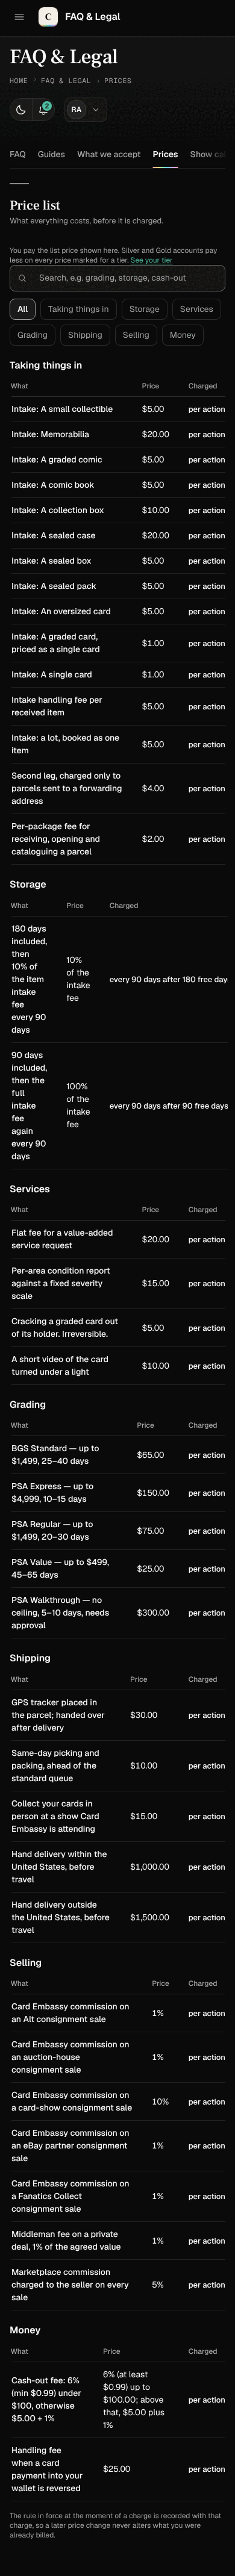 C FAQ & Legal
FAQ & Legal
HOME › FAQ & LEGAL › PRICES
2
RA
FAQ Guides What we accept Prices Show
Price list
What everything costs, before it is charged.
You pay the list price shown here. Silver and Gold accounts pay
less on every price marked for a tier. See your tier
Search, e.g. grading, storage, cash-out
All Taking things in Storage Services
Grading Shipping Selling Money
Taking things in
What Price Charged
Intake: A small collectible $5.00 per action
Intake: Memorabilia $20.00 per action
Intake: A graded comic $5.00 per action
Intake: A comic book $5.00 per action
Intake: A collection box $10.00 per action
Intake: A sealed case $20.00 per action
Intake: A sealed box $5.00 per action
Intake: A sealed pack $5.00 per action
Intake: An oversized card $5.00 per action
Intake: A graded card,
priced as a single card $1.00 per action
Intake: A single card $1.00 per action
Intake handling fee per
received item $5.00 per action
Intake: a lot, booked as one
item $5.00 per action
Second leg, charged only to
parcels sent to a forwarding
address $4.00 per action
Per-package fee for
receiving, opening and
cataloguing a parcel $2.00 per action
Storage
What Price Charged
180 days
included,
then
10% of
the item
intake
fee
every 90
days
10%
of the
intake
fee
every 90 days after 180 free day
90 days
included,
then the
full
intake
fee
again
every 90
days
100%
of the
intake
fee
every 90 days after 90 free days
Services
What Price Charged
Flat fee for a value-added
service request $20.00 per action
Per-area condition report
against a fixed severity
scale $15.00 per action
Cracking a graded card out
of its holder. Irreversible. $5.00 per action
A short video of the card
turned under a light $10.00 per action
Grading
What Price Charged
BGS Standard — up to
$1,499, 25–40 days $65.00 per action
PSA Express — up to
$4,999, 10–15 days $150.00 per action
PSA Regular — up to
$1,499, 20–30 days $75.00 per action
PSA Value — up to $499,
45–65 days $25.00 per action
PSA Walkthrough — no
ceiling, 5–10 days, needs
approval $300.00 per action
Shipping
What Price Charged
GPS tracker placed in
the parcel; handed over
after delivery $30.00 per action
Same-day picking and
packing, ahead of the
standard queue $10.00 per action
Collect your cards in
person at a show Card
Embassy is attending $15.00 per action
Hand delivery within the
United States, before
travel $1,000.00 per action
Hand delivery outside
the United States, before
travel $1,500.00 per action
Selling
What Price Charged
Card Embassy commission on
an Alt consignment sale 1% per action
Card Embassy commission on
an auction-house
consignment sale 1% per action
Card Embassy commission on
a card-show consignment sale 10% per action
Card Embassy commission on
an eBay partner consignment
sale 1% per action
Card Embassy commission on
a Fanatics Collect
consignment sale 1% per action
Middleman fee on a private
deal, 1% of the agreed value 1% per action
Marketplace commission
charged to the seller on every
sale 5% per action
Money
What Price Charged
Cash-out fee: 6%
(min $0.99) under
$100, otherwise
$5.00 + 1%
6% (at least
$0.99) up to
$100.00; above
that, $5.00 plus
1%
per action
Handling fee
when a card
payment into your
wallet is reversed $25.00 per action
The rule in force at the moment of a charge is recorded with that
charge, so a later price change never alters what you were
already billed.